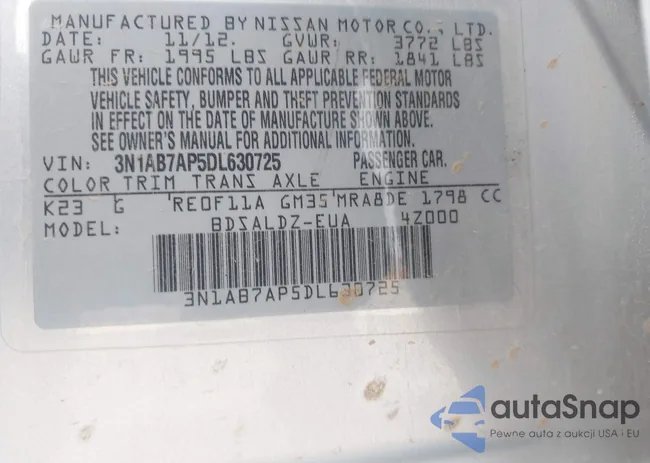 MANUFACTURED BY NISSAN MOTOR CO., LTD.
DATE: 11/12. GVWR: 3772 LBS
GAWR FR: 1995 LBS GAWR RR: 1841 LBS
THIS VEHICLE CONFORMS TO ALL APPLICABLE FEDERAL MOTOR
VEHICLE SAFETY, BUMPER AND THEFT PREVENTION STANDARDS
IN EFFECT ON THE DATE OF MANUFACTURE SHOWN ABOVE.
SEE OWNER'S MANUAL FOR ADDITIONAL INFORMATION.
VIN: 3N1AB7AP5DL630725 PASSENGER CAR.
COLOR TRIM TRANS AXLE ENGINE
K23 G RE0F11A GM35 MRA8DE 1798 CC
MODEL: BDSALDZ-EUA 4Z000
3N1AB7AP5DL630725
autaSnap
Pewne auta z aukcji USA i EU